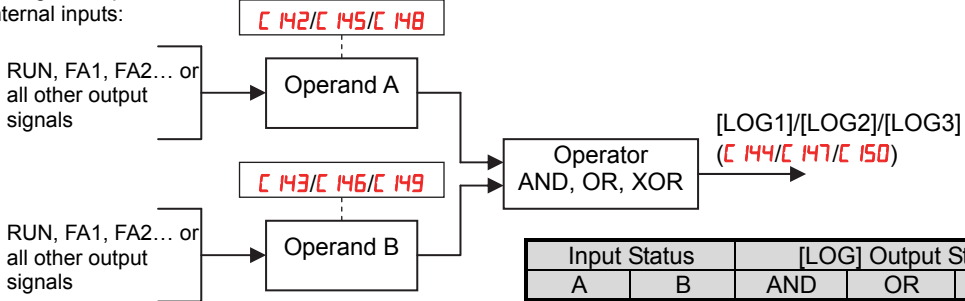 nternal inputs:
C 142/C 145/C 148
RUN, FA1, FA2… or
all other output
signals
Operand A
[LOG1]/[LOG2]/[LOG3]
(C 144/C 147/C 150)
Operator
AND, OR, XOR
C 143/C 146/C 149
RUN, FA1, FA2… or
all other output
signals
Operand B
Input Status [LOG] Output St
A B AND OR